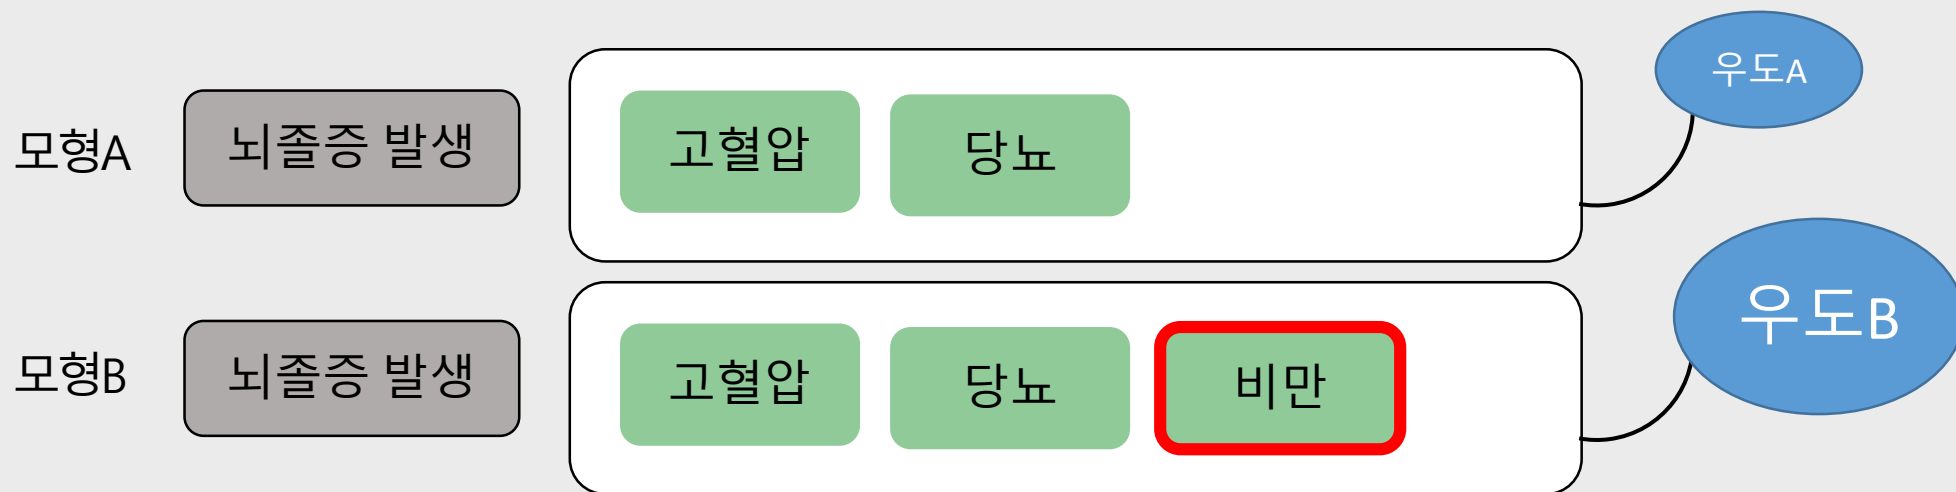 모형A
뇌졸증 발생
고혈압
당뇨
우도A
모형B
뇌졸증 발생
고혈압
당뇨
비만
우도B